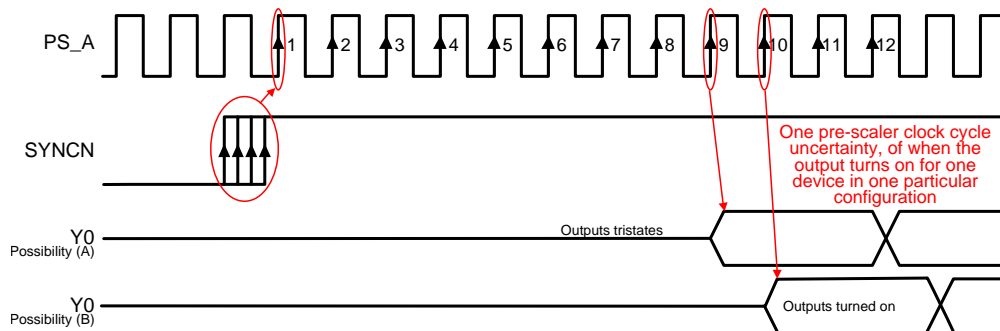 PS_A
1 2 3 4 5 6 7 8 9 10 11 12
SYNCN
One pre-scaler clock cycle
uncertainty, of when the
output turns on for one
device in one particular
configuration
Y0
Possibility (A)
Outputs tristates
Y0
Possibility (B)
Outputs turned on